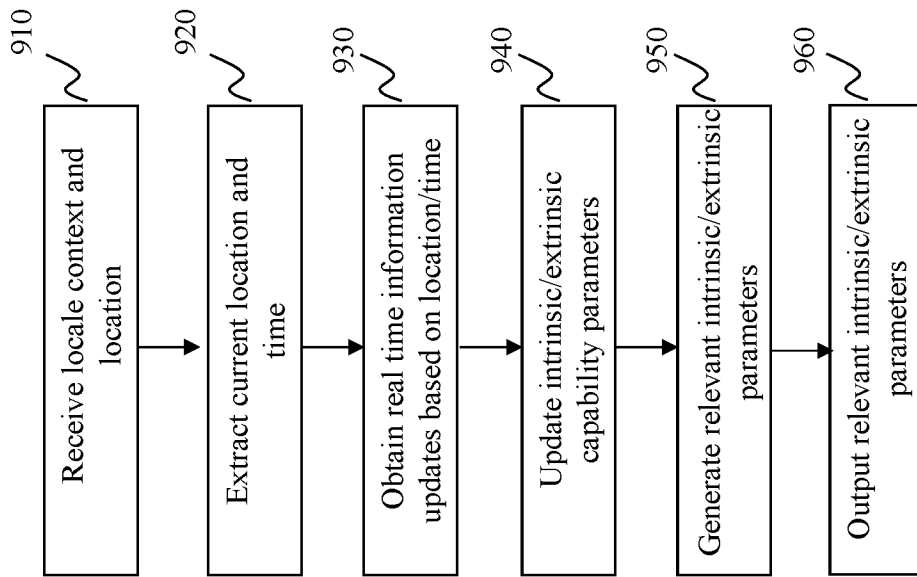 Receive locale context and
location
910
Extract current location and
time
920
Obtain real time information
updates based on location/time
930
Update intrinsic/extrinsic
capability parameters
940
Generate relevant intrinsic/extrinsic
parameters
950
Output relevant intrinsic/extrinsic
parameters
960